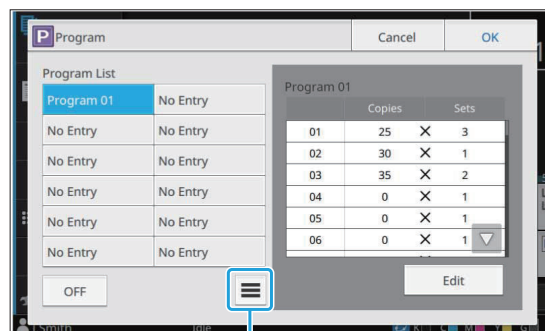 P Program Cancel OK
Program List
Program 01 No Entry
No Entry No Entry
No Entry No Entry
No Entry No Entry
No Entry No Entry
No Entry No Entry
OFF
Program 01
Copies Sets
01 25 × 3
02 30 × 1
03 35 × 2
04 0 × 1
05 0 × 1
06 0 × 1
Edit
Smith Idle K C M Y G